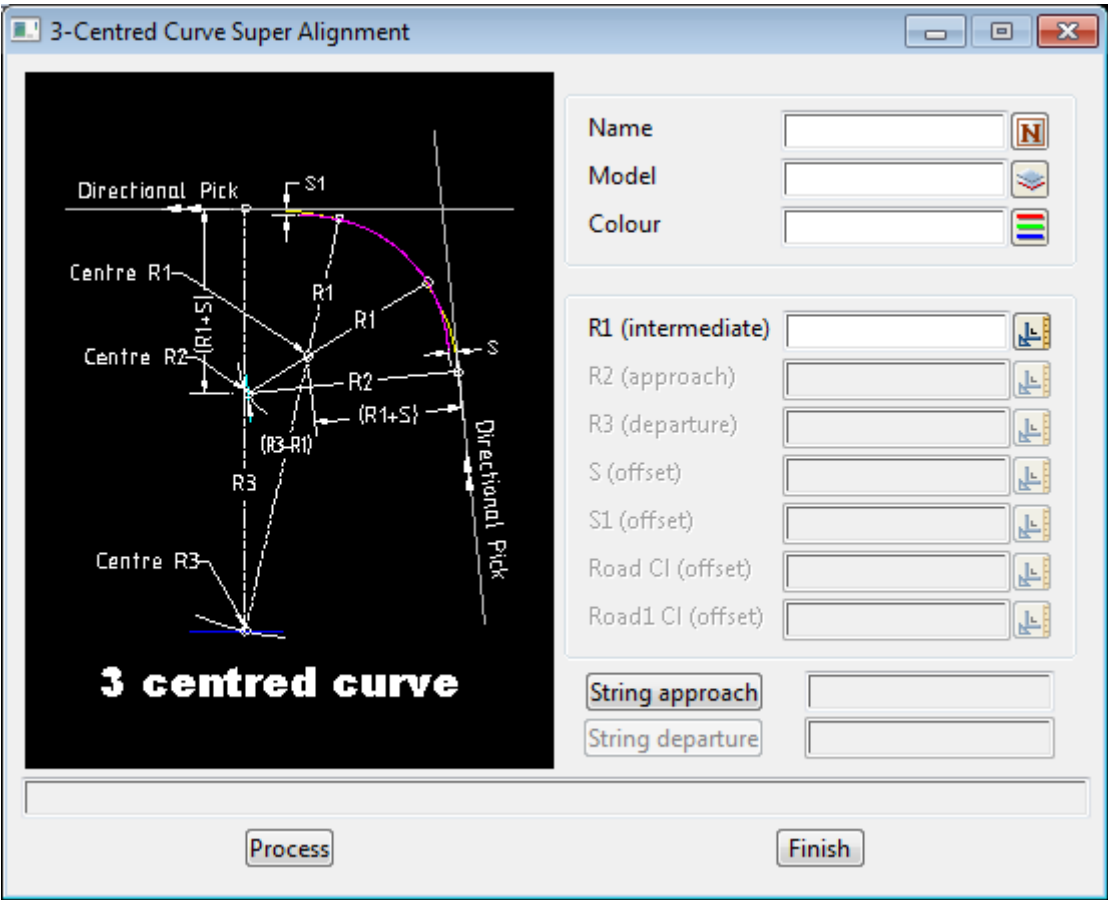 3-Centred Curve Super Alignment
Directional Pick
S1
Centre R1
R1
R1
(R1+S)
Centre R2
S
R2
(R1+S)
(R3-R1)
R3
Directional Pick
Centre R3
3 centred curve
Name
N
Model
Colour
R1 (intermediate)
R2 (approach)
R3 (departure)
S (offset)
S1 (offset)
Road Cl (offset)
Road1 Cl (offset)
String approach
String departure
Process
Finish